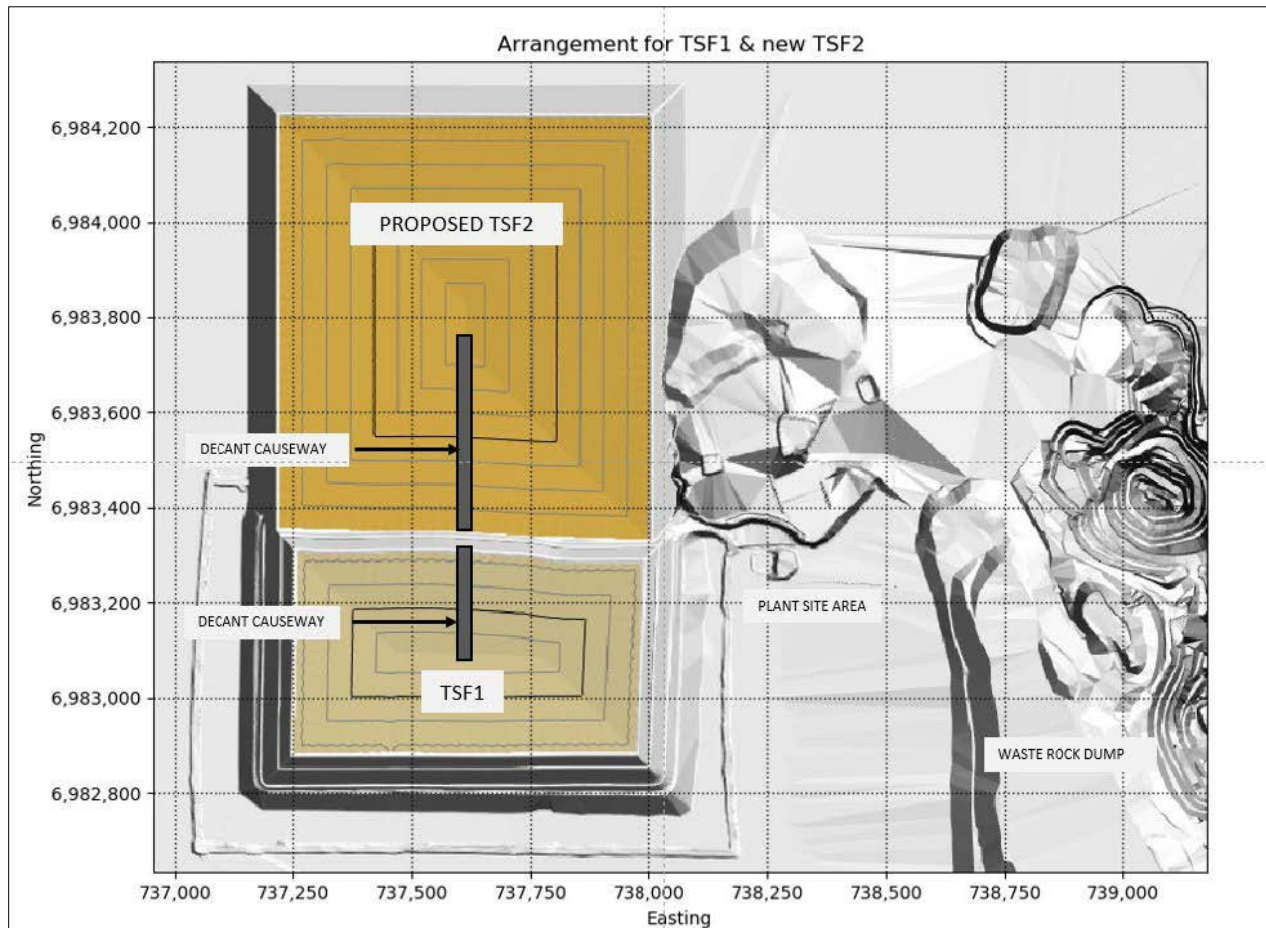 Arrangement for TSF1 & new TSF2
6,984,200
6,984,000
6,983,800
6,983,600
6,983,400
6,983,200
6,983,000
6,982,800
Northing
PROPOSED TSF2
DECANT CAUSEWAY
DECANT CAUSEWAY
TSF1
PLANT SITE AREA
WASTE ROCK DUMP
737,000
737,250
737,500
737,750
738,000
738,250
738,500
738,750
739,000
Easting